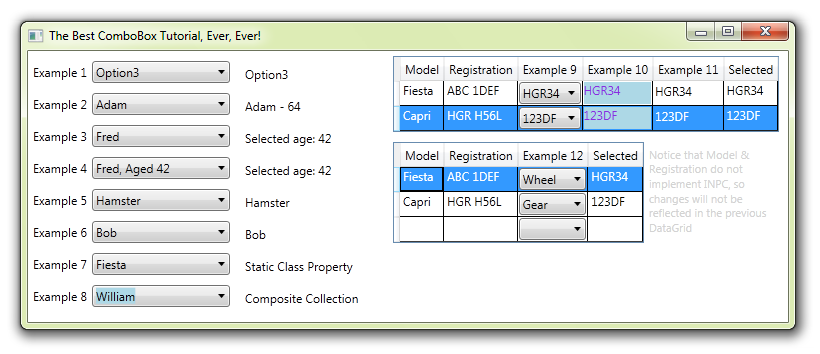 The Best ComboBox Tutorial, Ever, Ever!
Example 1 Option3 Option3
Example 2 Adam Adam - 64
Example 3 Fred Selected age: 42
Example 4 Fred, Aged 42 Selected age: 42
Example 5 Hamster Hamster
Example 6 Bob Bob
Example 7 Fiesta Static Class Property
Example 8 William Composite Collection
Model Registration Example 9 Example 10 Example 11 Selected
Fiesta ABC 1DEF HGR34 HGR34 HGR34 HGR34
Capri HGR H56L 123DF 123DF 123DF 123DF
Model Registration Example 12 Selected
Fiesta ABC 1DEF Wheel HGR34
Capri HGR H56L Gear 123DF
Notice that Model &
Registration do not
implement INPC, so
changes will not be
reflected in the previous
DataGrid